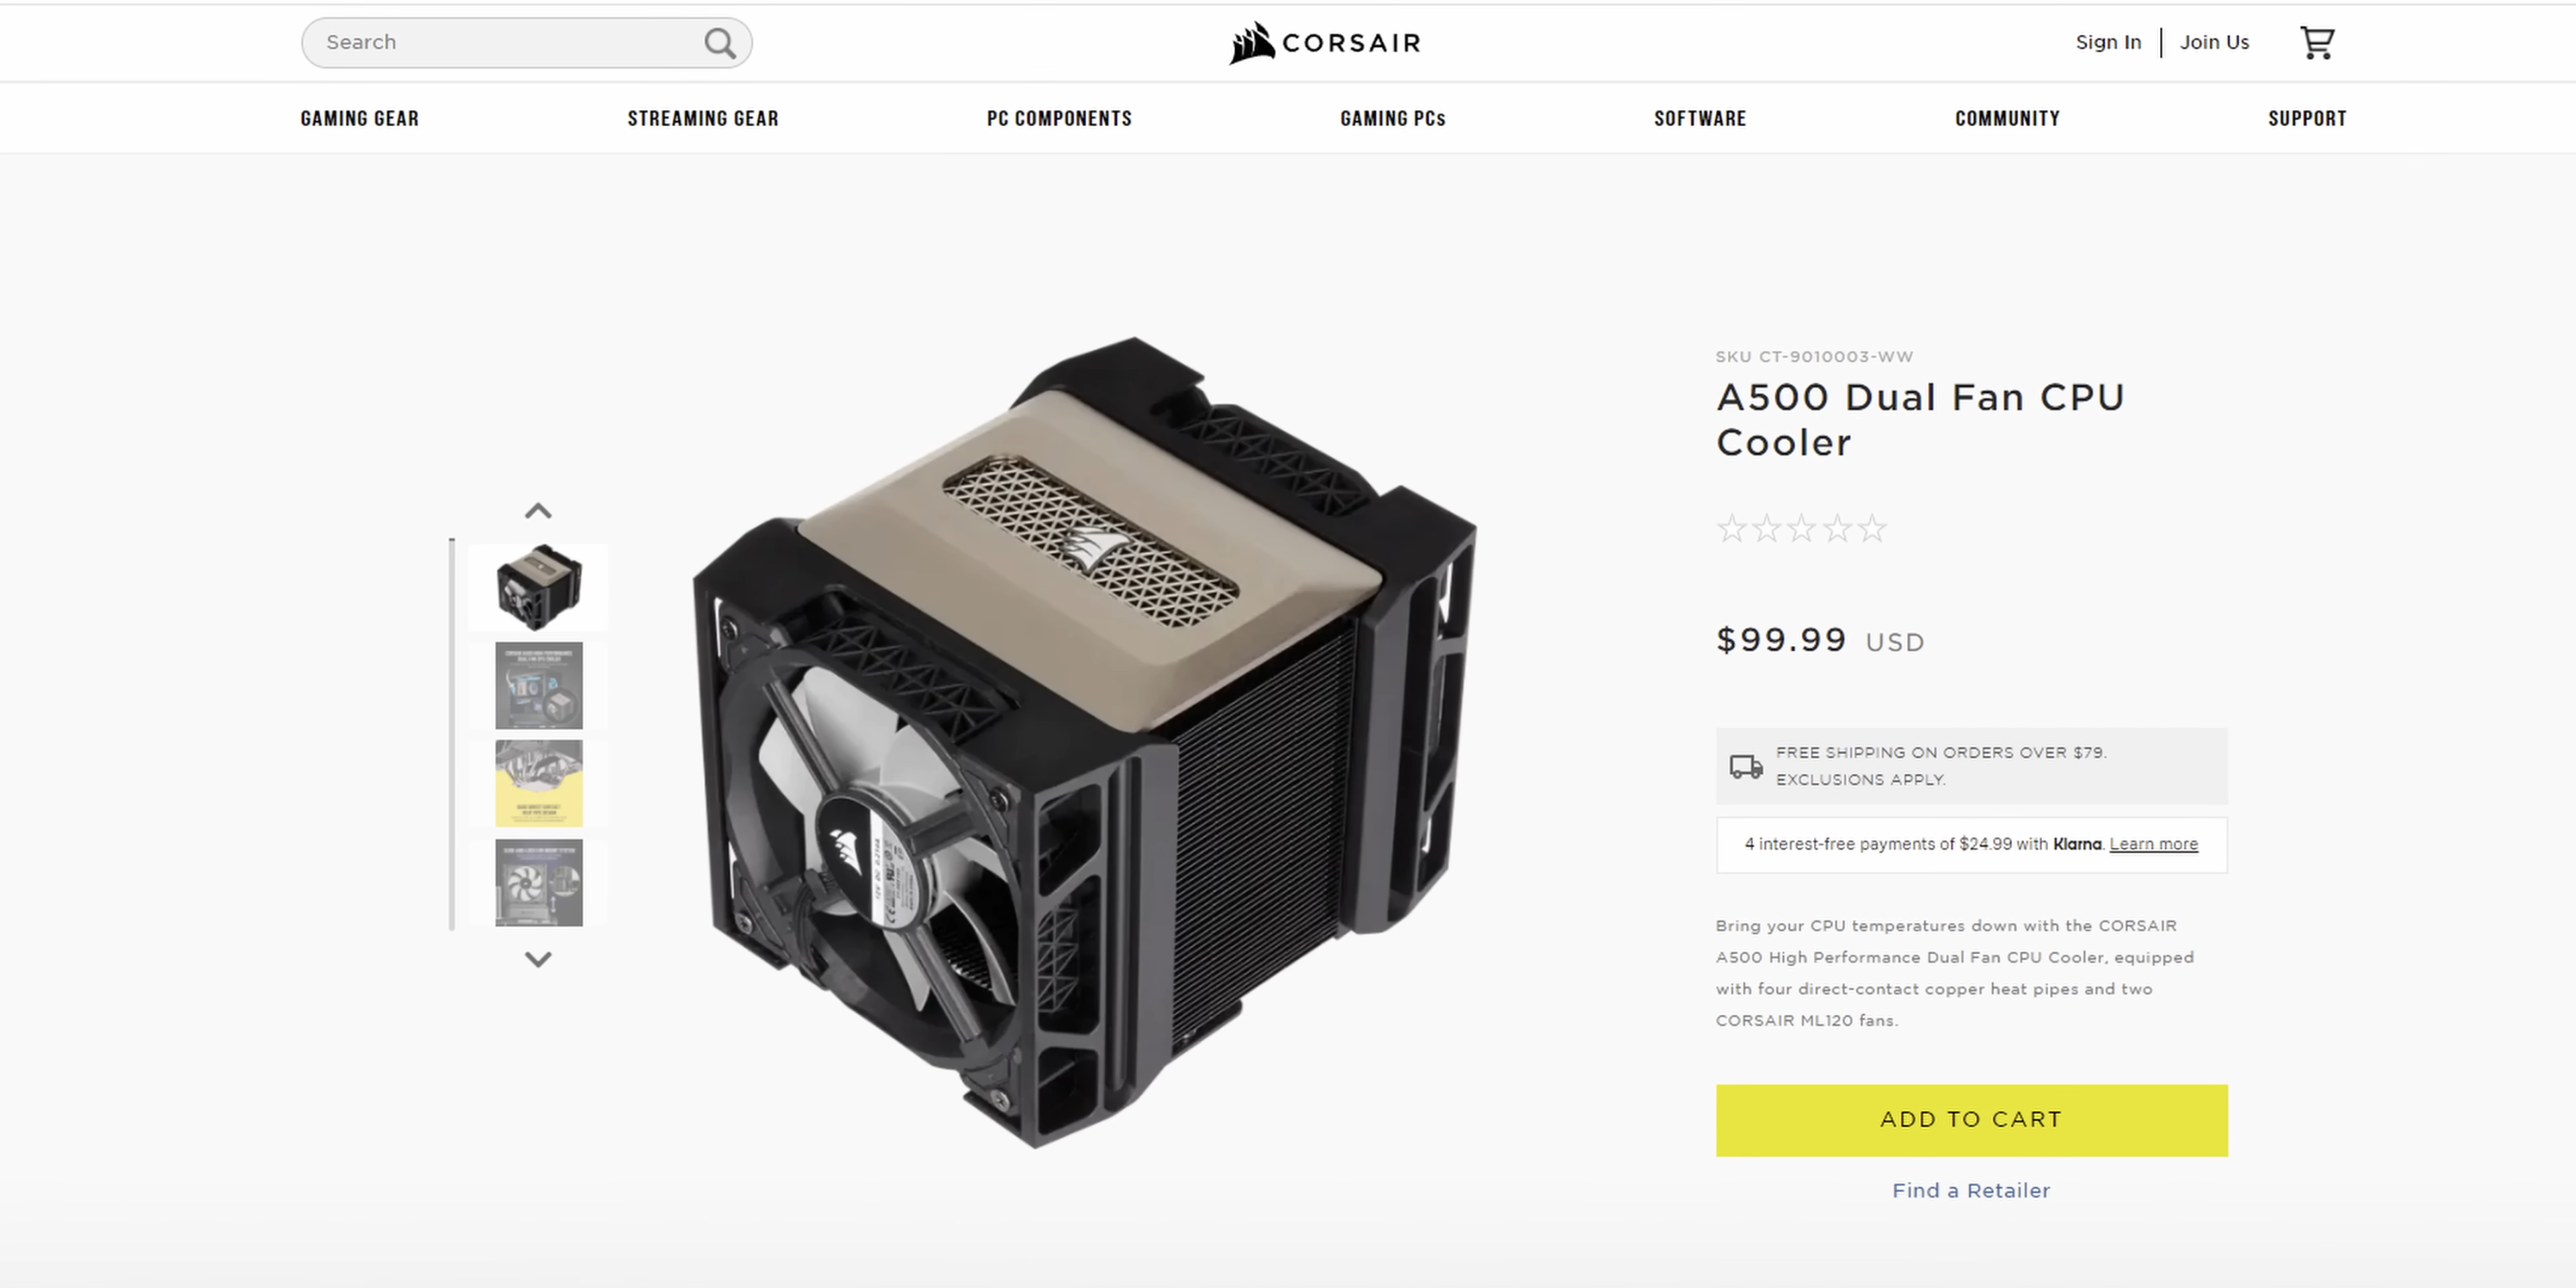 Search
CORSAIR
Sign In
Join Us
GAMING GEAR
STREAMING GEAR
PC COMPONENTS
GAMING PCs
SOFTWARE
COMMUNITY
SUPPORT
SKU CT-9010003-WW
A500 Dual Fan CPU
Cooler
$99.99 USD
FREE SHIPPING ON ORDERS OVER $79.
EXCLUSIONS APPLY.
4 interest-free payments of $24.99 with Klarna. Learn more
Bring your CPU temperatures down with the CORSAIR
A500 High Performance Dual Fan CPU Cooler, equipped
with four direct-contact copper heat pipes and two
CORSAIR ML120 fans.
ADD TO CART
Find a Retailer